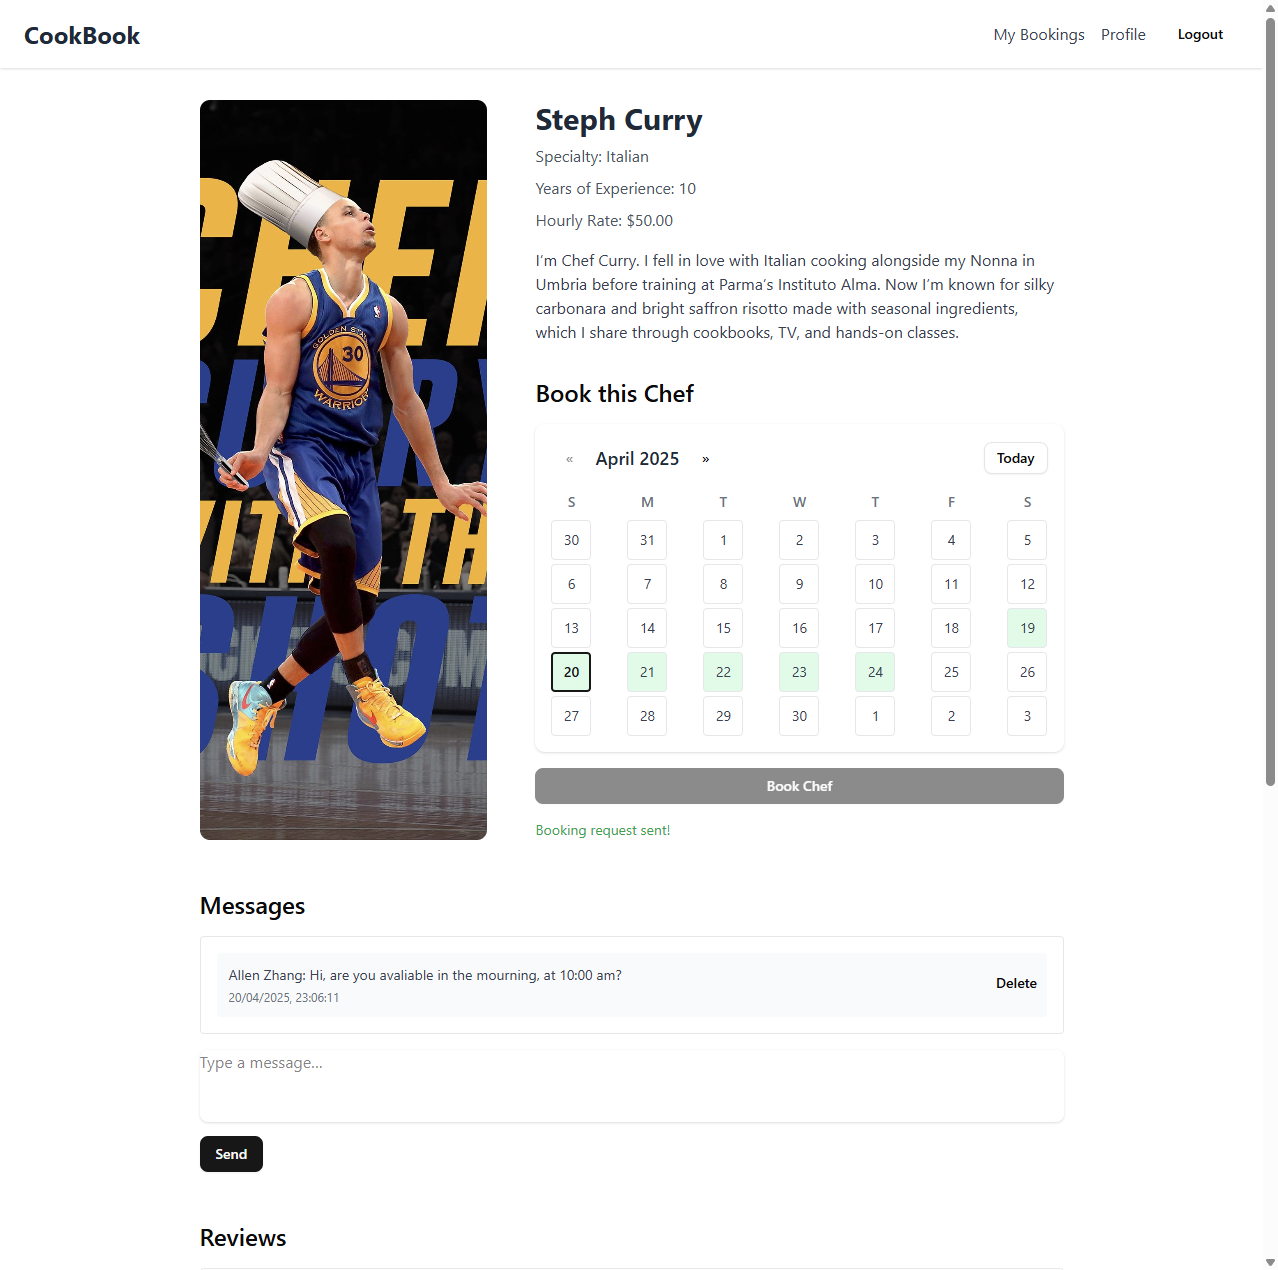 CookBook
My Bookings Profile Logout
Steph Curry
Specialty: Italian
Years of Experience: 10
Hourly Rate: $50.00
I’m Chef Curry. I fell in love with Italian cooking alongside my Nonna in
Umbria before training at Parma’s Instituto Alma. Now I’m known for silky
carbonara and bright saffron risotto made with seasonal ingredients,
which I share through cookbooks, TV, and hands-on classes.
GOLDEN STATE
30
WARRIORS
Book this Chef
« April 2025 » Today
S M T W T F S
30 31 1 2 3 4 5
6 7 8 9 10 11 12
13 14 15 16 17 18 19
20 21 22 23 24 25 26
27 28 29 30 1 2 3
Book Chef
Booking request sent!
Messages
Allen Zhang: Hi, are you avaliable in the mourning, at 10:00 am?
20/04/2025, 23:06:11
Delete
Type a message...
Send
Reviews